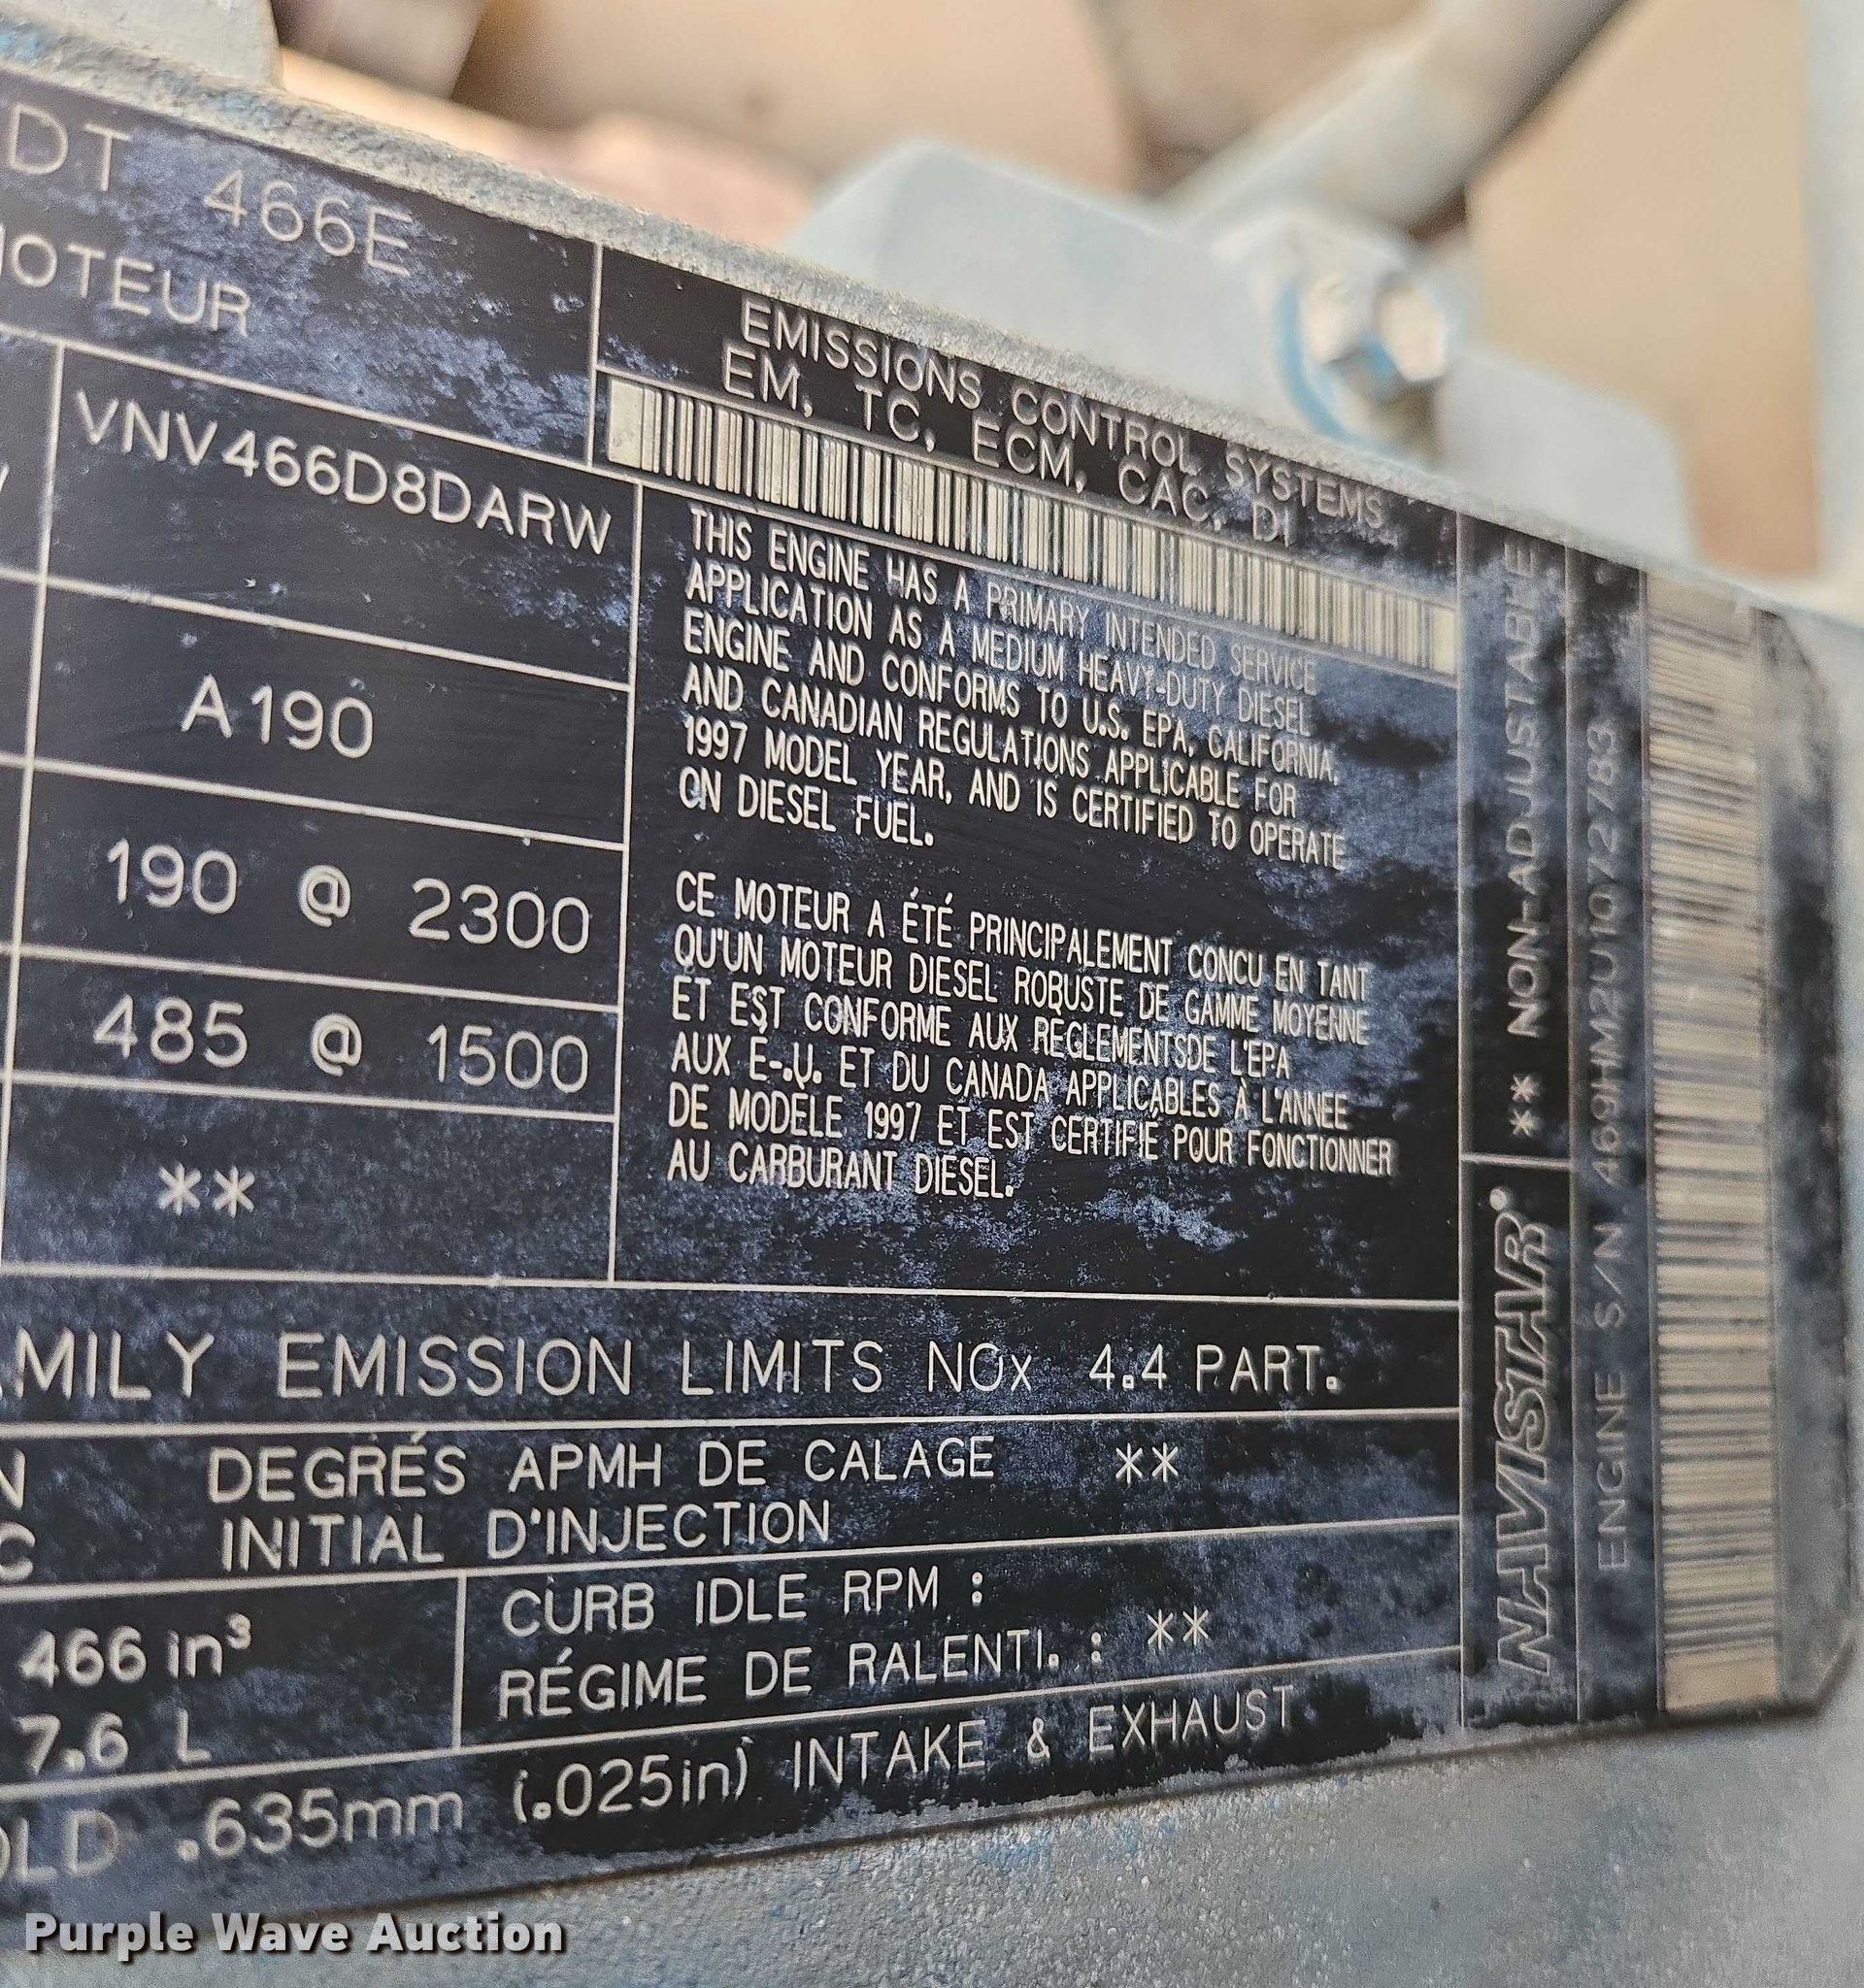 DT 466E
OTEUR
EMISSIONS CONTROL SYSTEMS
EM, TC, ECM, CAC, DI
VNV466D8DARW
A190
190 @ 2300
485 @ 1500
**
THIS ENGINE HAS A PRIMARY INTENDED SERVICE
APPLICATION AS A MEDIUM HEAVY-DUTY DIESEL
ENGINE AND CONFORMS TO U.S. EPA, CALIFORNIA,
AND CANADIAN REGULATIONS APPLICABLE FOR
1997 MODEL YEAR, AND IS CERTIFIED TO OPERATE
ON DIESEL FUEL.
CE MOTEUR A ÉTÉ PRINCIPALEMENT CONCU EN TANT
QU'UN MOTEUR DIESEL ROBUSTE DE GAMME MOYENNE
ET EST CONFORME AUX RÈGLEMENTSDE L'EPA
AUX É-.U. ET DU CANADA APPLICABLES À L'ANNEE
DE MODELE 1997 ET EST CERTIFIÉ POUR FONCTIONNER
AU CARBURANT DIESEL.
MILY EMISSION LIMITS NOx 4.4 PART.
N DEGRÉS APMH DE CALAGE **
C INITIAL D'INJECTION
466 in³
7.6 L
CURB IDLE RPM :
RÉGIME DE RALENTI. : **
OLD .635mm (.025in) INTAKE & EXHAUST
** NON-ADJUSTABLE
NAVISTAR®
ENGINE S/N 469HM2U1072783
Purple Wave Auction